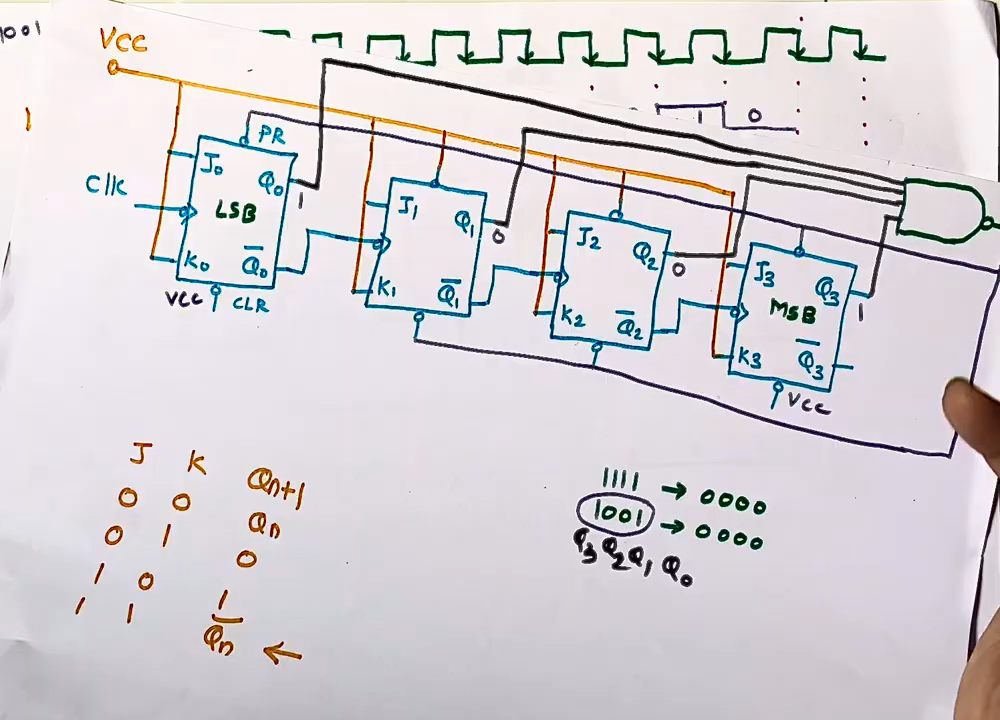 1001
VCC
1
1 0
PR
J0 Q0 1
Clk
LSB
K0 Q̅0
VCC CLR
J1 Q1 0
K1 Q̅1
J2 Q2 0
K2 Q̅2
J3 Q3 1
MSB
K3 Q̅3
VCC
J K Qn+1
0 0 Qn
0 1 0
1 0 1
1 1 Q̅n ←
1111 → 0000
1001 → 0000
Q3 Q2 Q1 Q0